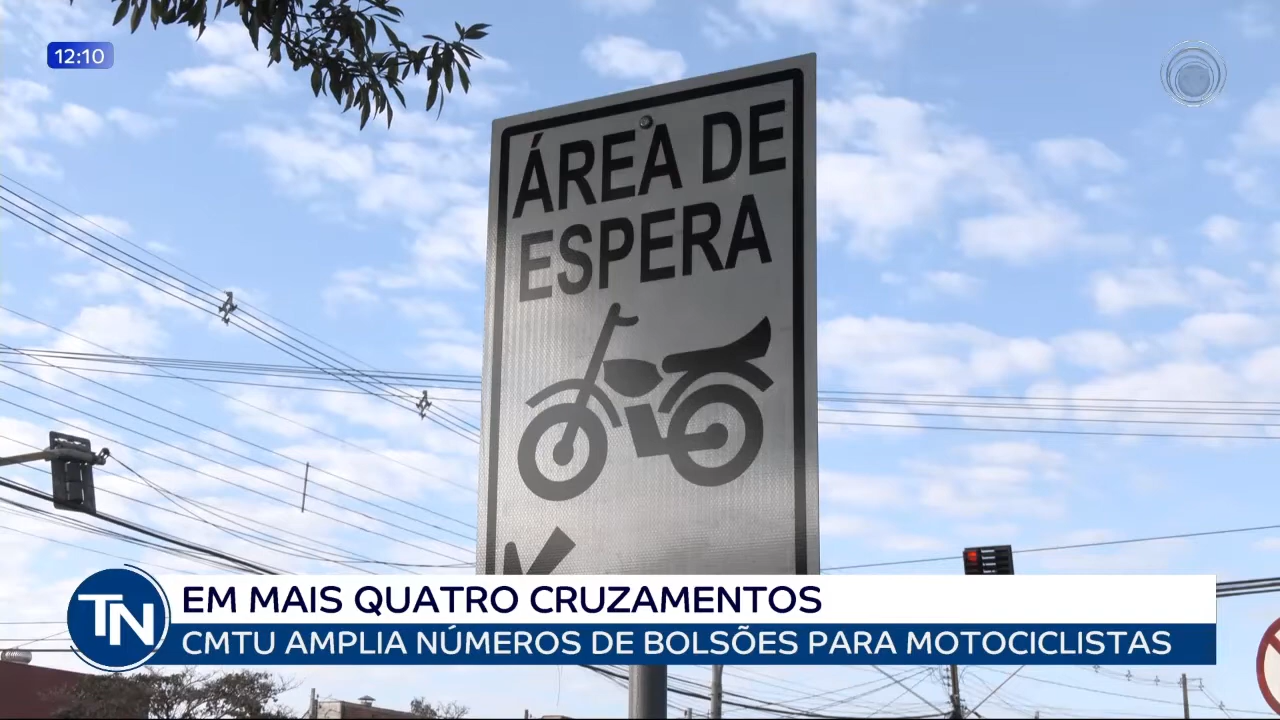 12:10
ÁREA DE
ESPERA
TN
EM MAIS QUATRO CRUZAMENTOS
CMTU AMPLIA NÚMEROS DE BOLSÕES PARA MOTOCICLISTAS